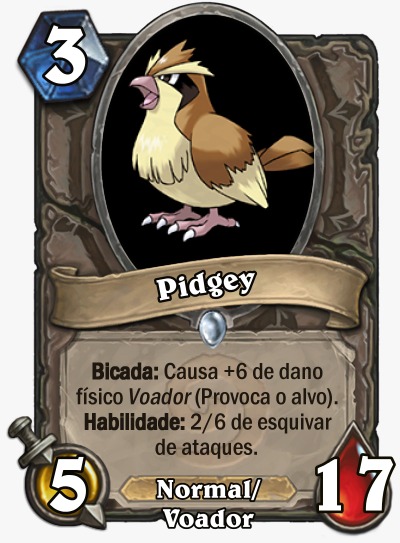 3
Pidgey
Bicada: Causa +6 de dano
físico Voador (Provoca o alvo).
Habilidade: 2/6 de esquivar
de ataques.
5
Normal/
Voador
17